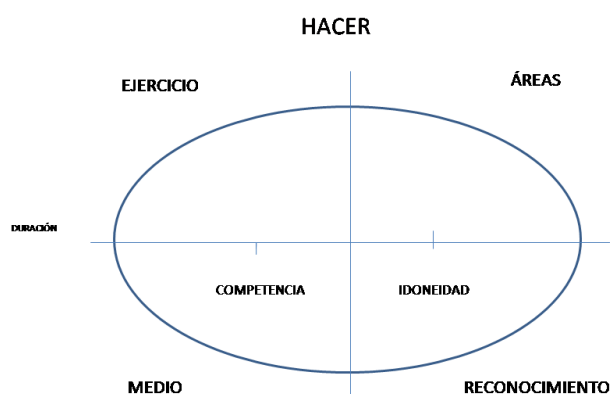 HACER
EJERCICIO
ÁREAS
DURACIÓN
COMPETENCIA
IDONEIDAD
MEDIO
RECONOCIMIENTO